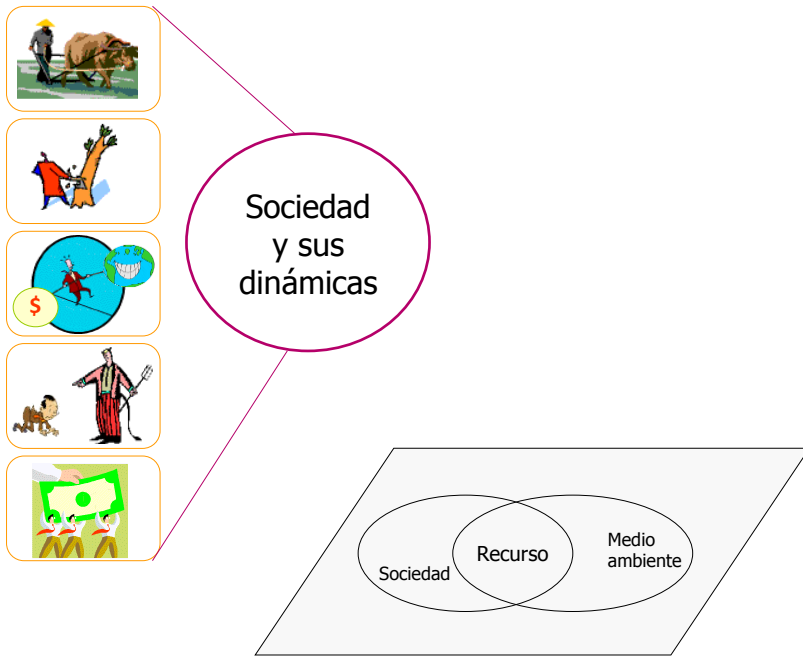 $
Sociedad
y sus
dinámicas
Sociedad
Recurso
Medio
ambiente